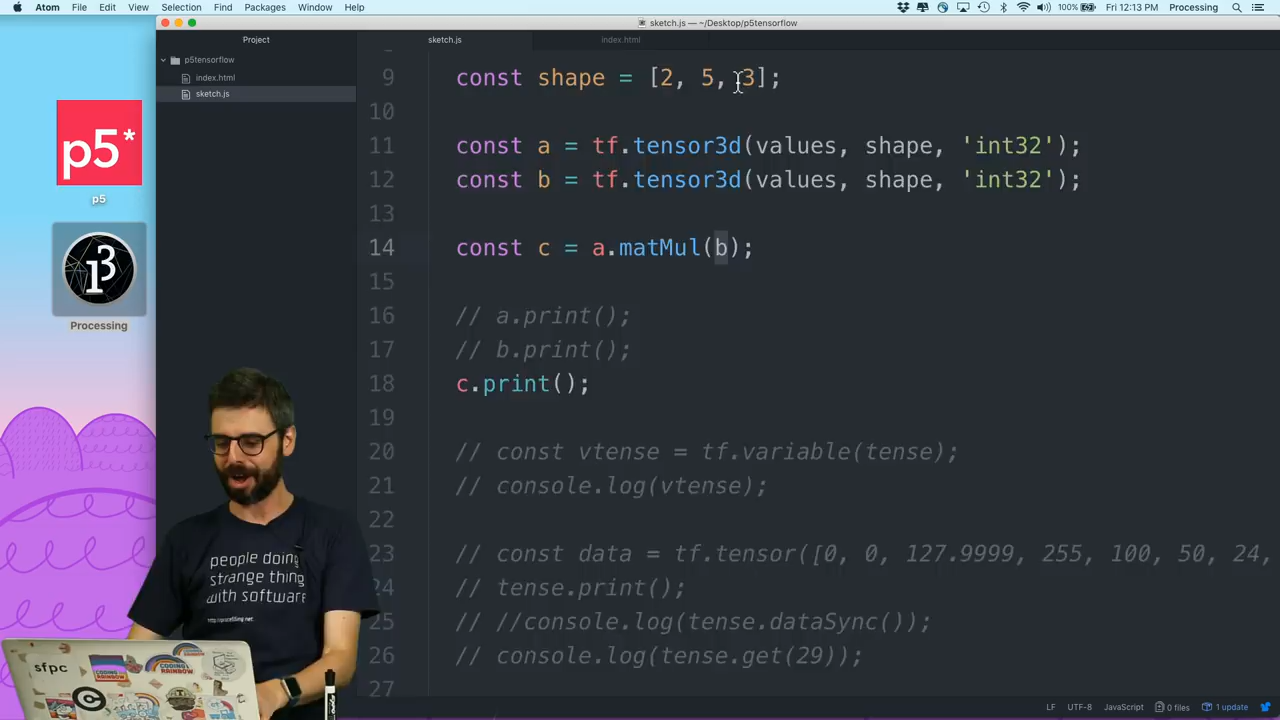 Atom File Edit View Selection Find Packages Window Help
100% Fri 12:13 PM Processing
sketch.js — ~/Desktop/p5tensorflow
Project
sketch.js
index.html
p5tensorflow
index.html
sketch.js
p5*
p5
Processing
9 const shape = [2, 5, 3];
10
11 const a = tf.tensor3d(values, shape, 'int32');
12 const b = tf.tensor3d(values, shape, 'int32');
13
14 const c = a.matMul(b);
15
16 // a.print();
17 // b.print();
18 c.print();
19
20 // const vtense = tf.variable(tense);
21 // console.log(vtense);
22
23 // const data = tf.tensor([0, 0, 127.9999, 255, 100, 50, 24,
24 // tense.print();
25 // //console.log(tense.dataSync());
26 // console.log(tense.get(29));
27
people doing
strange things
with software
sfpc
LF UTF-8 JavaScript 0 files 1 update